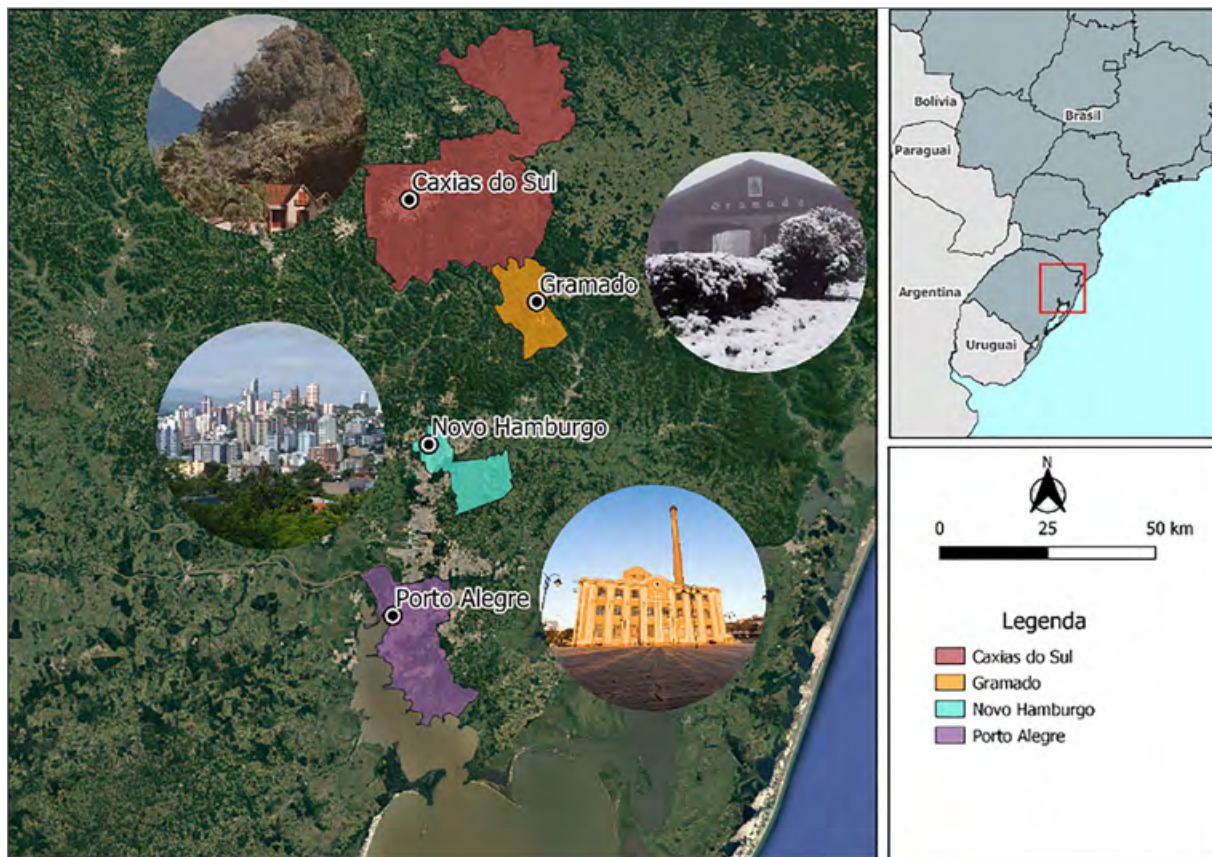 Caxias do Sul
Gramado
Gramado
Novo Hamburgo
Porto Alegre
Bolívia
Brasil
Paraguai
Argentina
Uruguai
N
0 25 50 km
Legenda
Caxias do Sul
Gramado
Novo Hamburgo
Porto Alegre